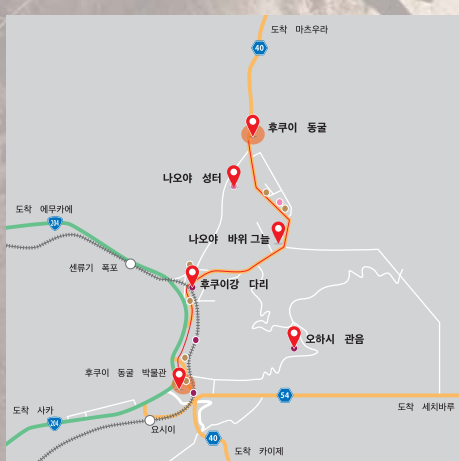 도착 마츠우라
40
후쿠이 동굴
나오야 성터
도착 에무카에
204
나오야 바위 그늘
센류기 폭포
후쿠이강 다리
오하시 관음
후쿠이 동굴 박물관
54
도착 세치바루
도착 사카
204
요시이
40
도착 카이제